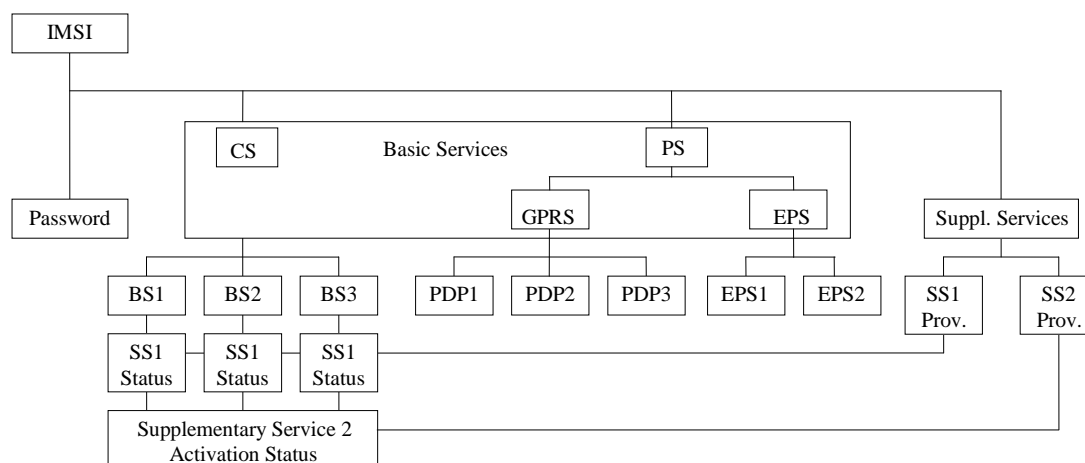 IMSI
CS
Basic Services
PS
Password
GPRS
EPS
Suppl. Services
BS1
BS2
BS3
PDP1
PDP2
PDP3
EPS1
EPS2
SS1
Prov.
SS2
Prov.
SS1
Status
SS1
Status
SS1
Status
Supplementary Service 2
Activation Status